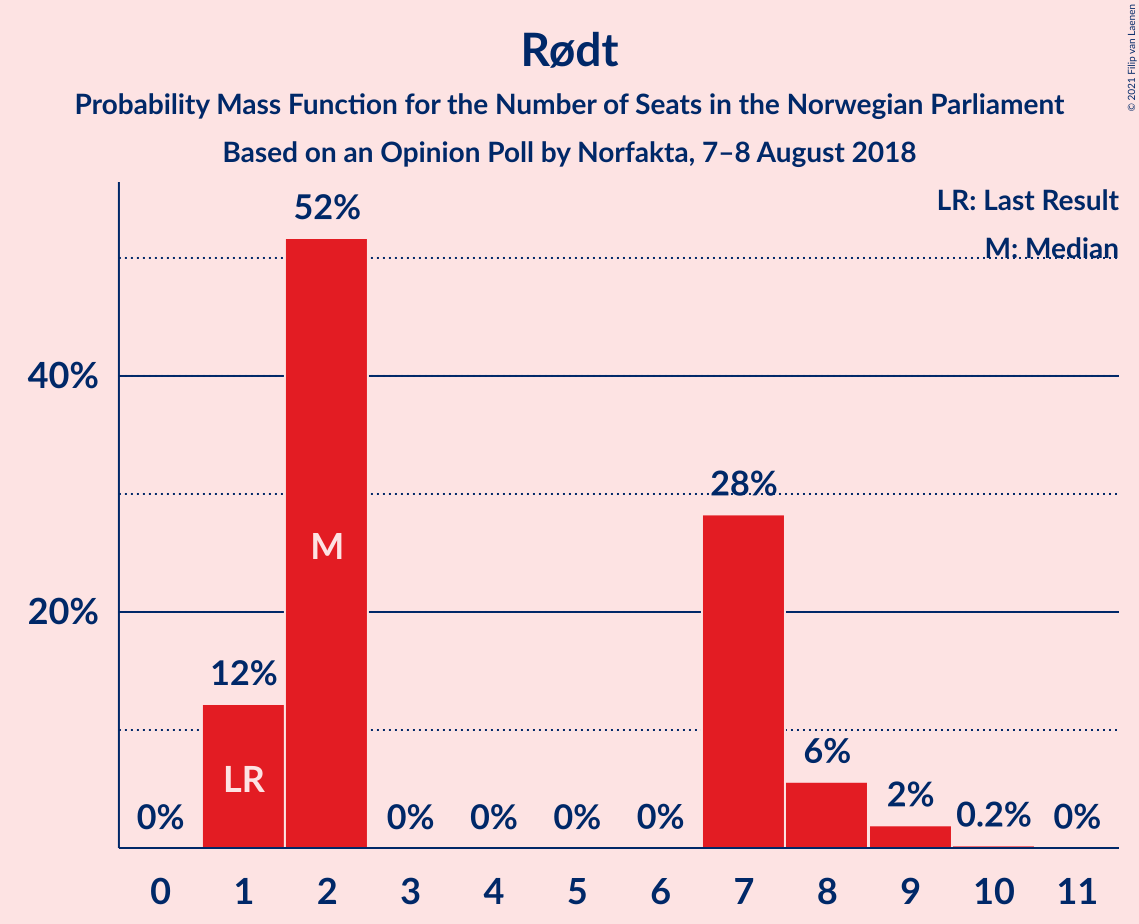 Rødt
Probability Mass Function for the Number of Seats in the Norwegian Parliament
Based on an Opinion Poll by Norfakta, 7–8 August 2018
© 2021 Filip van Laenen
LR: Last Result
M: Median
52%
40%
28%
M
20%
12%
6%
LR
2%
0%
0%
0%
0%
0%
0.2%
0%
0 1 2 3 4 5 6 7 8 9 10 11